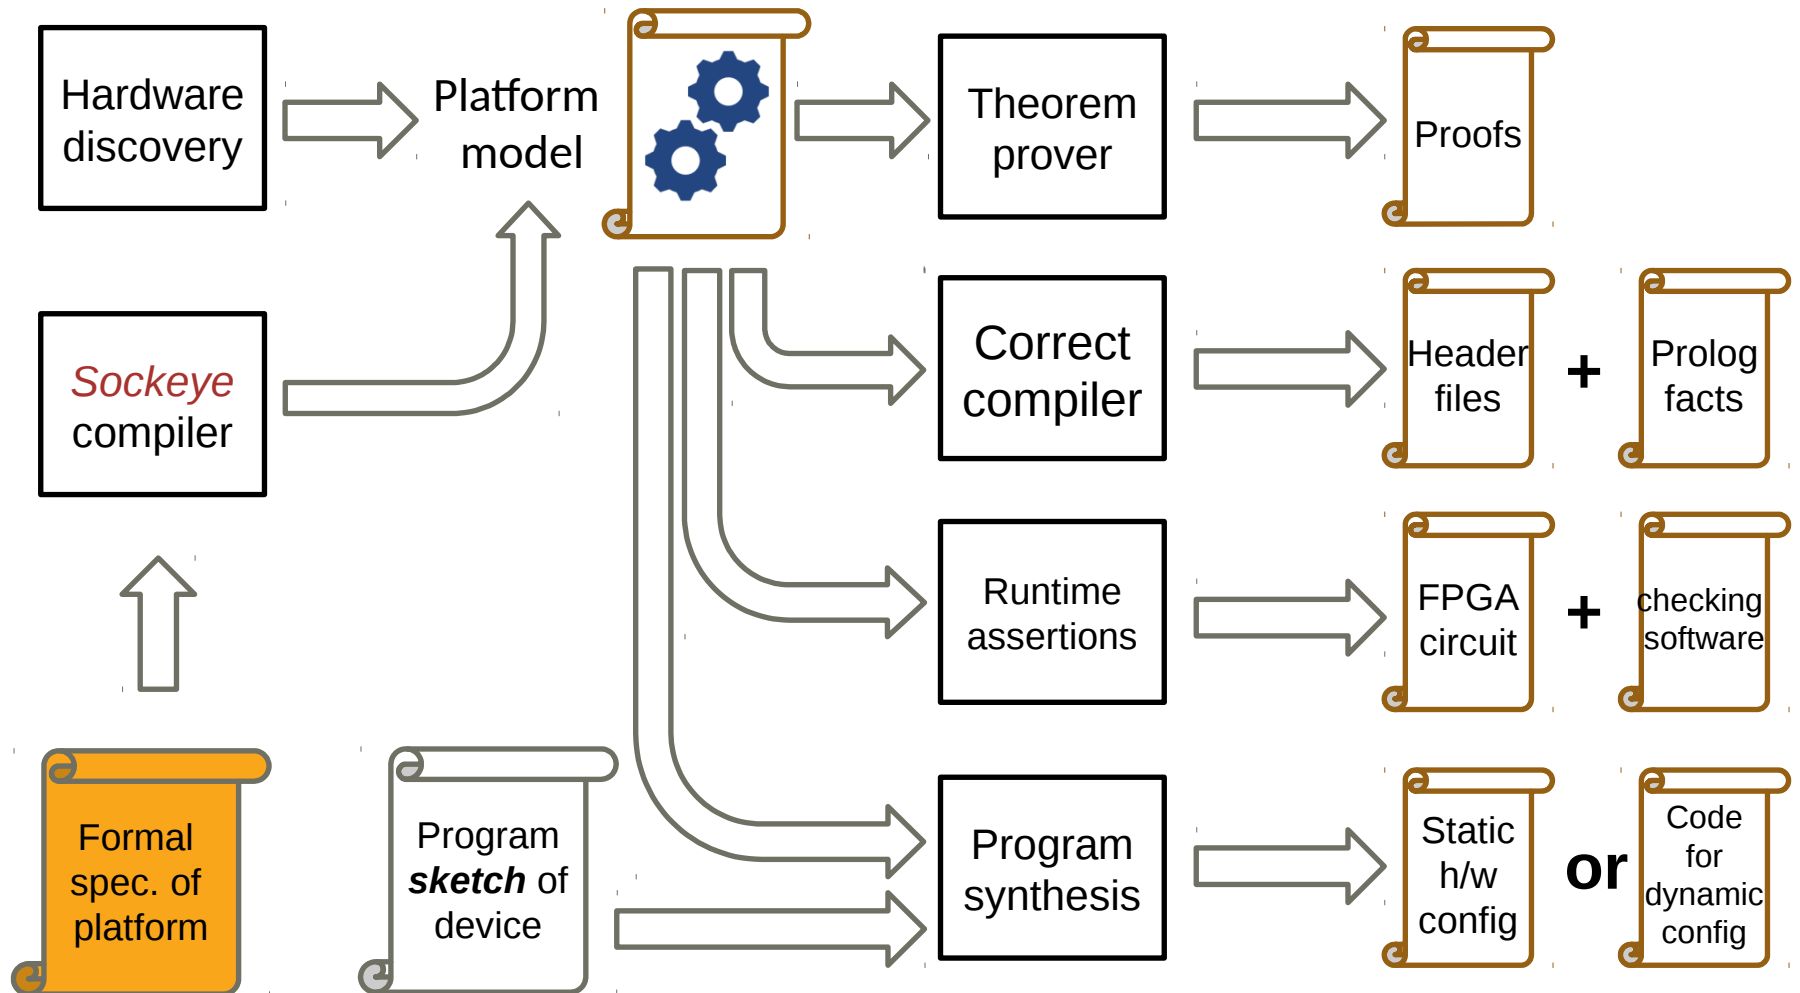 Hardware
discovery
Platform
model
Theorem
prover
Proofs
Sockeye
compiler
Correct
compiler
Header
files
+
Prolog
facts
Runtime
assertions
FPGA
circuit
+
checking
software
Formal
spec. of
platform
Program
sketch of
device
Program
synthesis
Static
h/w
config
or
Code
for
dynamic
config